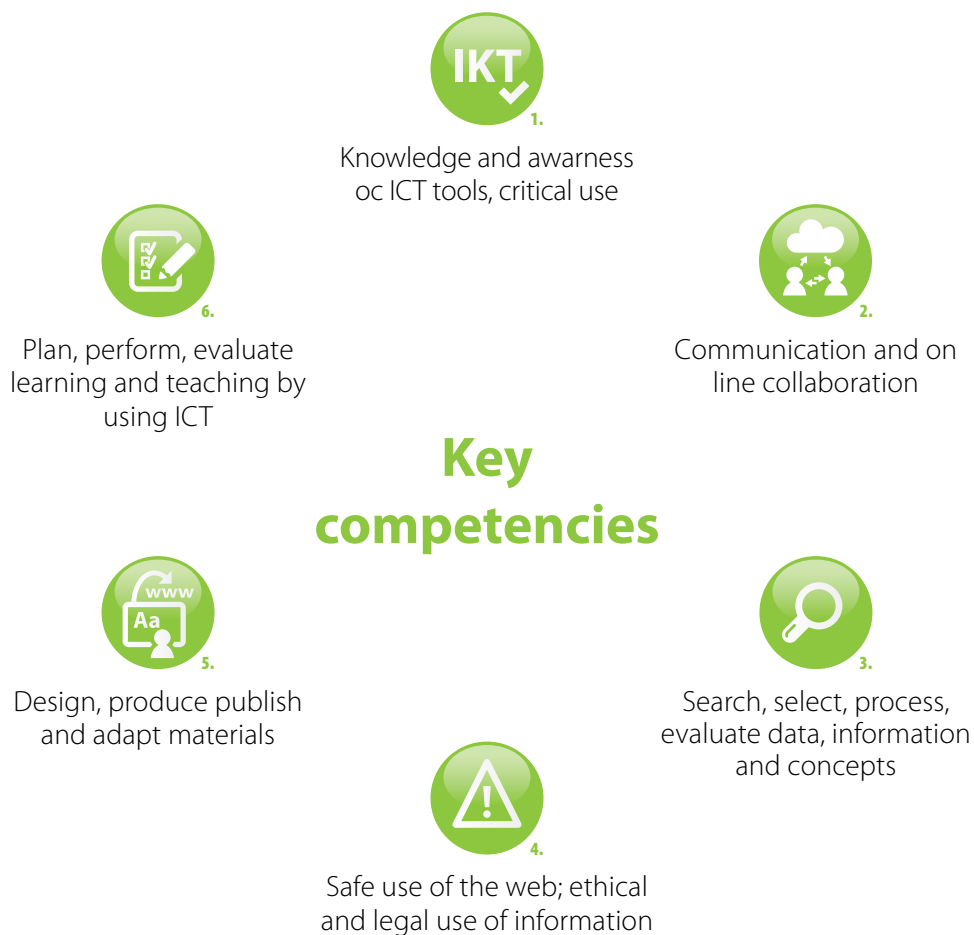 IKT
1.
Knowledge and awarness
oc ICT tools, critical use
2.
Communication and on
line collaboration
3.
Search, select, process,
evaluate data, information
and concepts
4.
Safe use of the web; ethical
and legal use of information
www
Aa
5.
Design, produce publish
and adapt materials
6.
Plan, perform, evaluate
learning and teaching by
using ICT
Key
competencies